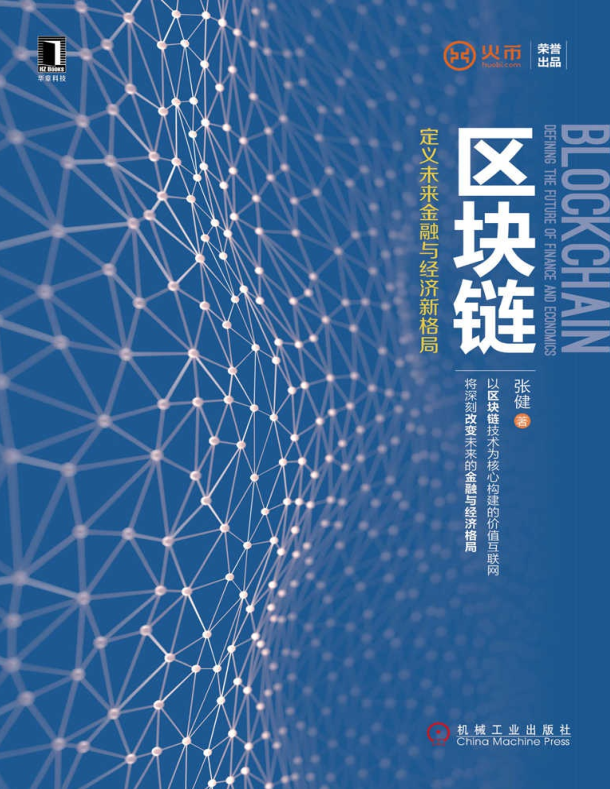 HZ Books
华章科技
火币
huobi.com
荣誉
出品
BLOCKCHAIN
DEFINING THE FUTURE OF FINANCE AND ECONOMICS
区块链
定义未来金融与经济新格局
张健 著
以区块链技术为核心构建的价值互联网
将深刻改变未来的金融与经济格局
机械工业出版社
China Machine Press